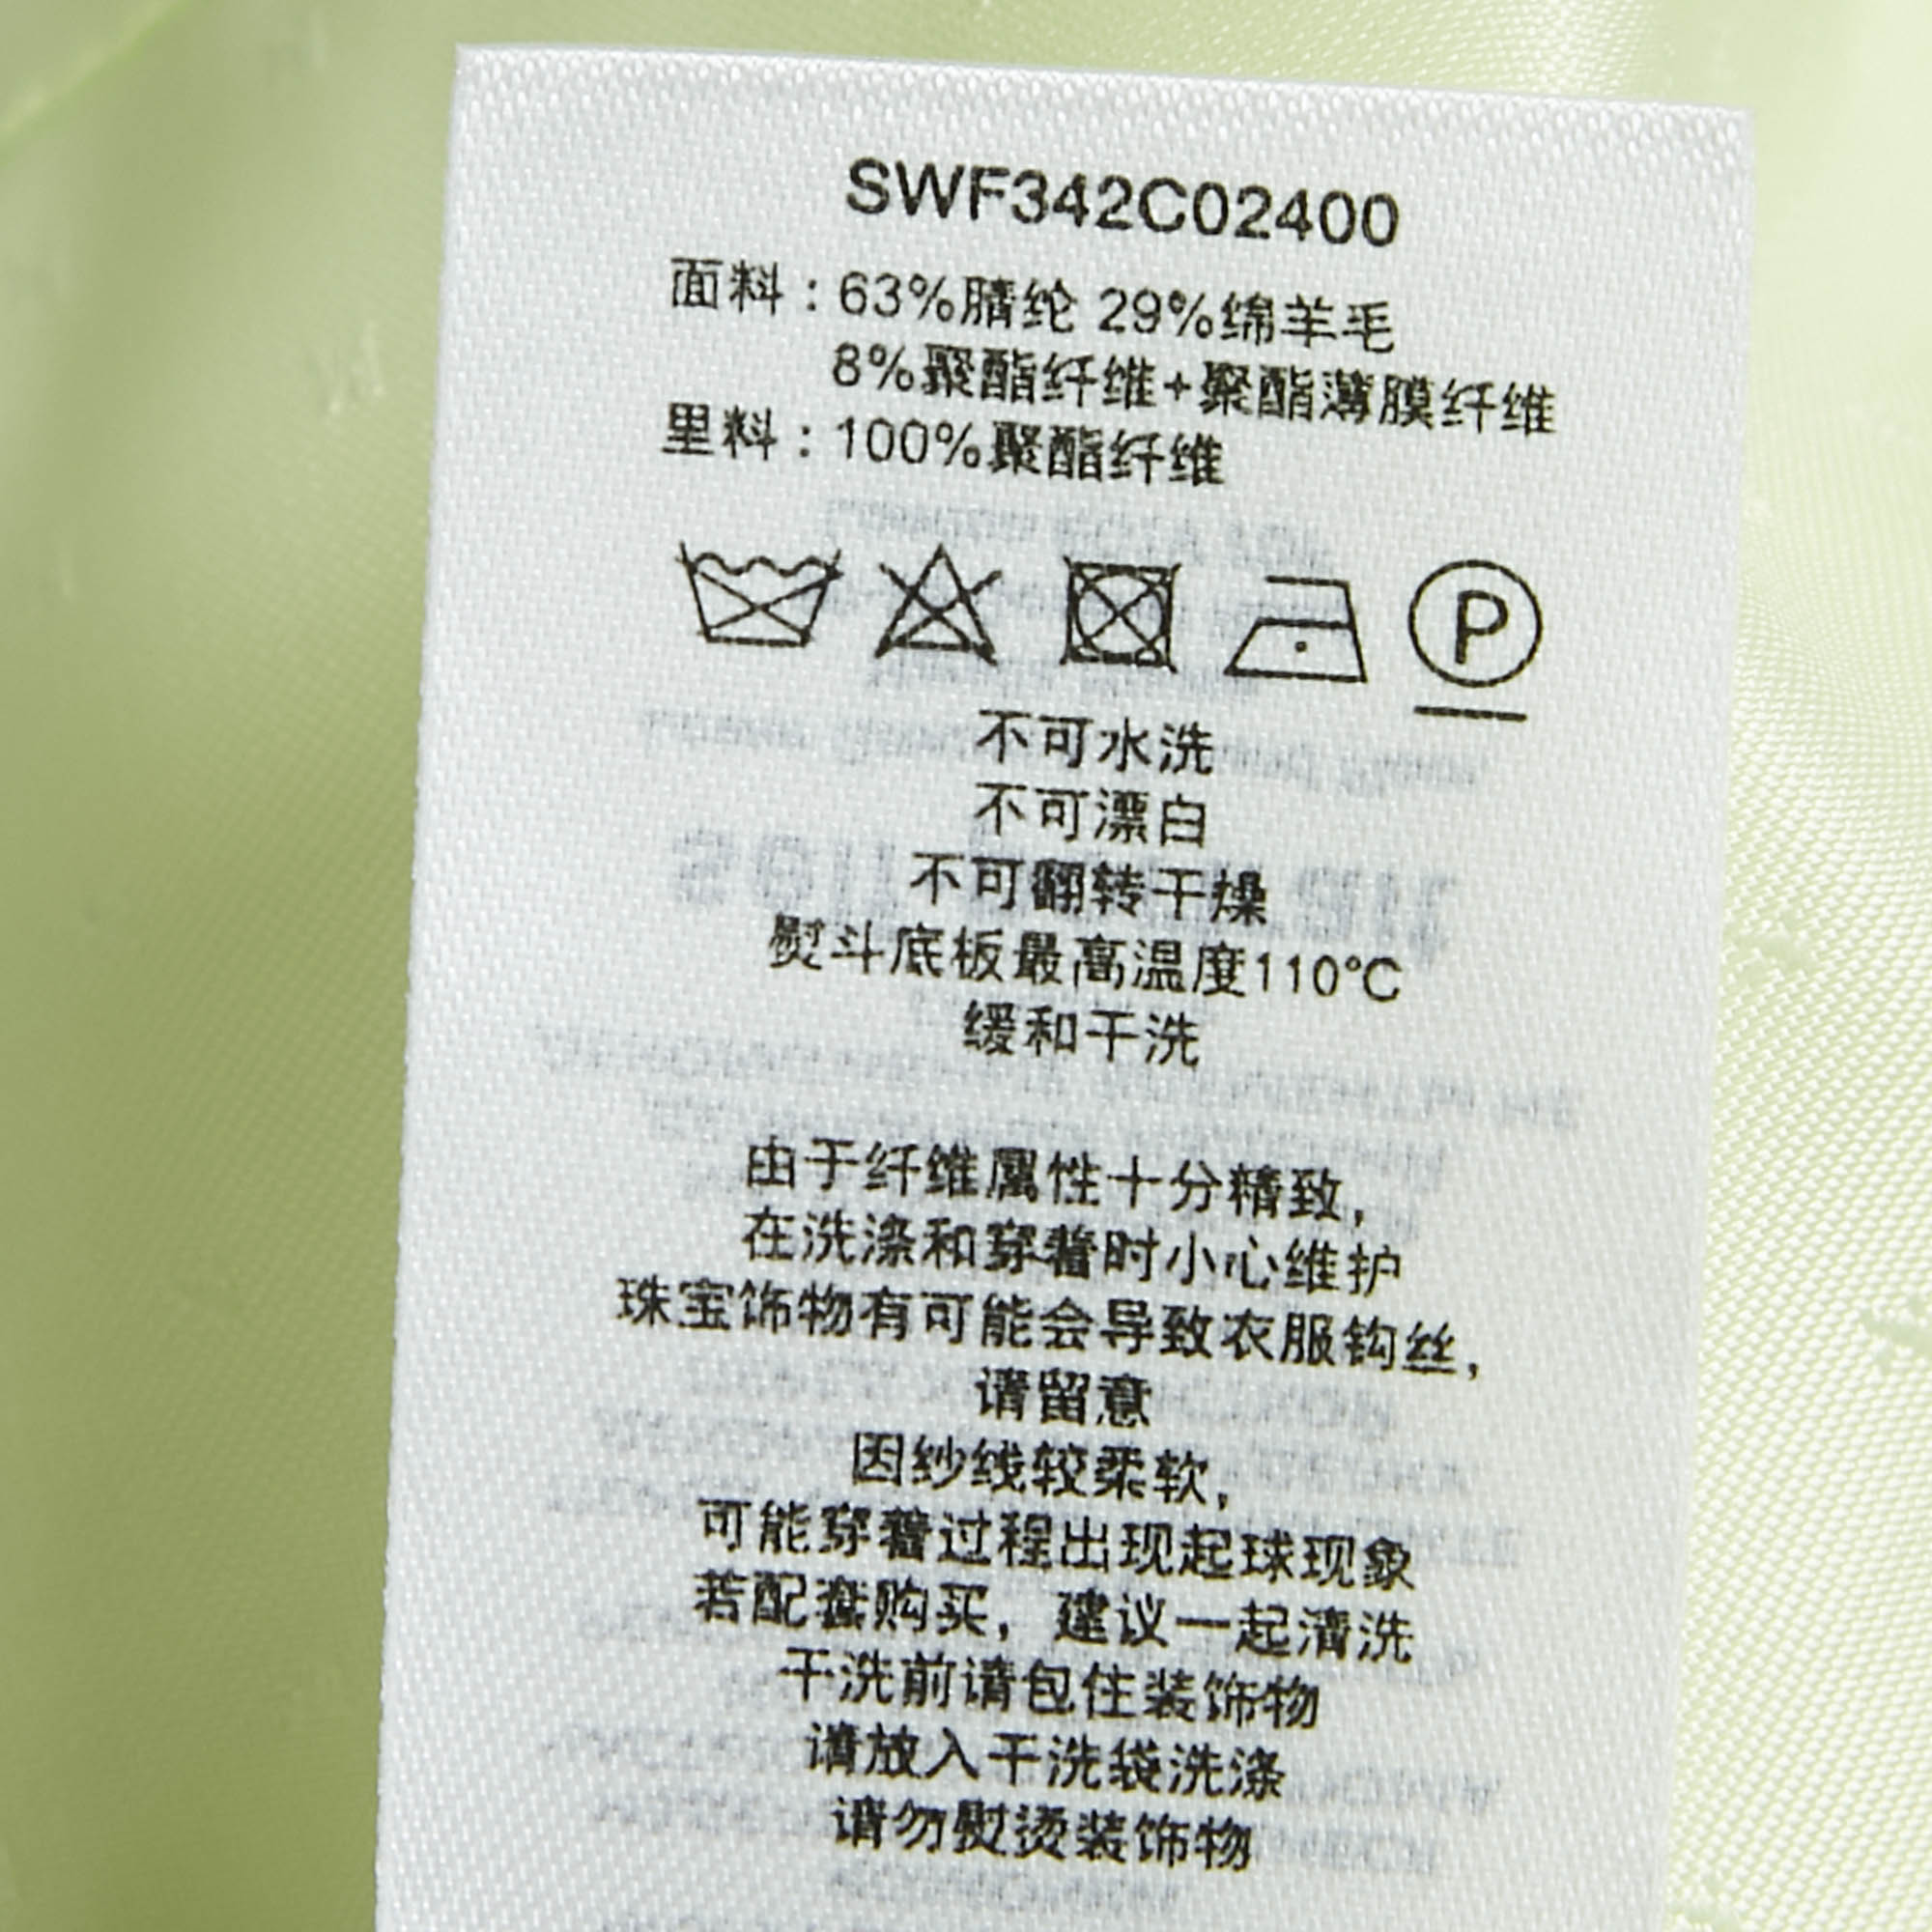 SWF342C02400
面料：63%腈纶 29%绵羊毛
8%聚酯纤维+聚酯薄膜纤维
里料：100%聚酯纤维
P
不可水洗
不可漂白
不可翻转干燥
熨斗底板最高温度110℃
缓和干洗
由于纤维属性十分精致，
在洗涤和穿着时小心维护
珠宝饰物有可能会导致衣服钩丝，
请留意
因纱线较柔软，
可能穿着过程出现起球现象
若配套购买，建议一起清洗
干洗前请包住装饰物
请放入干洗袋洗涤
请勿熨烫装饰物